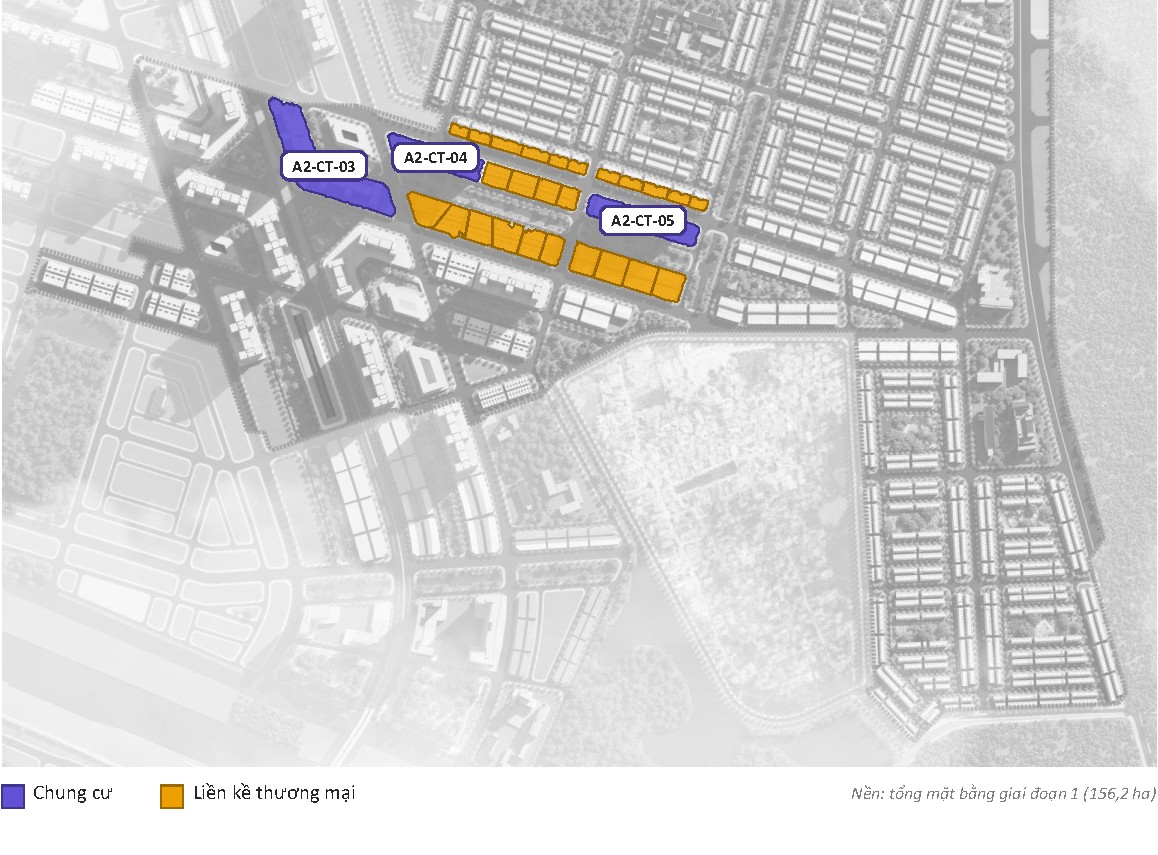 A2-CT-03
A2-CT-04
A2-CT-05
Chung cư
Liền kề thương mại
Nền: tổng mặt bằng giai đoạn 1 (156,2 ha)